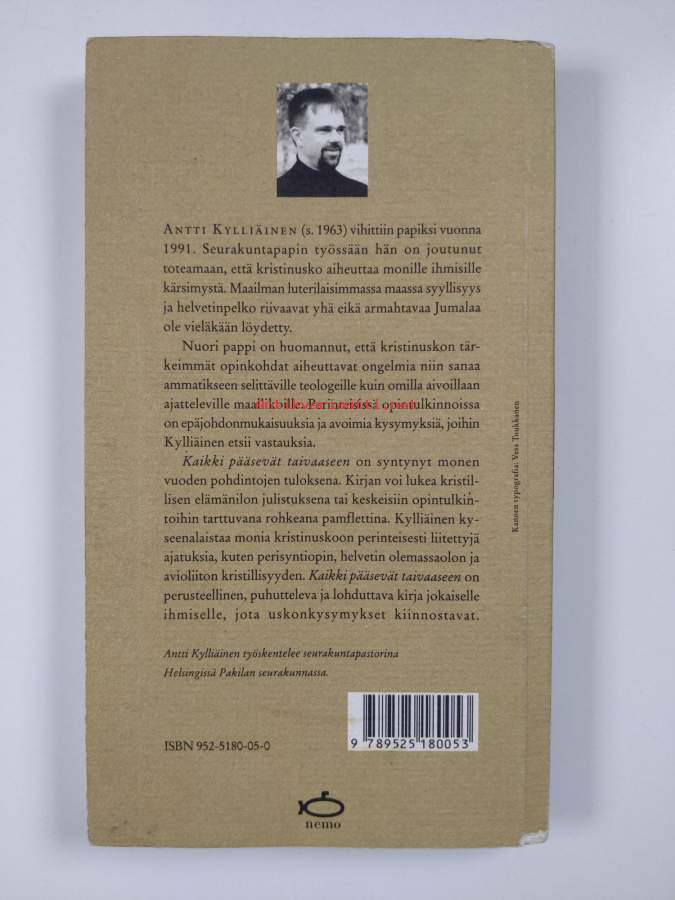 ANTTI KYLLIÄINEN (s. 1963) vihittiin papiksi vuonna
1991. Seurakuntapapin työssään hän on joutunut
toteamaan, että kristinusko aiheuttaa monille ihmisille
kärsimystä. Maailman luterilaisimmassa maassa syyllisyys
ja helvetinpelko riivaavat yhä eikä armahtavaa Jumalaa
ole vieläkään löydetty.
Nuori pappi on huomannut, että kristinuskon tär-
keimmät opinkohdat aiheuttavat ongelmia niin sanaa
ammatikseen selittäville teologeille kuin omilla aivoillaan
ajatteleville maallikoille. Perinteisissä opintulkinnoissa
on epäjohdonmukaisuuksia ja avoimia kysymyksiä, joihin
Kylliäinen etsii vastauksia.
Kaikki pääsevät taivaaseen on syntynyt monen
vuoden pohdintojen tuloksena. Kirjan voi lukea kristil-
lisen elämänilon julistuksena tai keskeisiin opintulkin-
toihin tarttuvana rohkeana pamflettina. Kylliäinen ky-
seenalaistaa monia kristinuskoon perinteisesti liitettyjä
ajatuksia, kuten perisyntiopin, helvetin olemassaolon ja
avioliiton kristillisyyden. Kaikki pääsevät taivaaseen on
perusteellinen, puhutteleva ja lohduttava kirja jokaiselle
ihmiselle, jota uskonkysymykset kiinnostavat.
Antti Kylliäinen työskentelee seurakuntapastorina
Helsingissä Pakilan seurakunnassa.
ISBN 952-5180-05-0
9 789525 180053
nemo
Kannen typografia: Vesa Tuukkanen